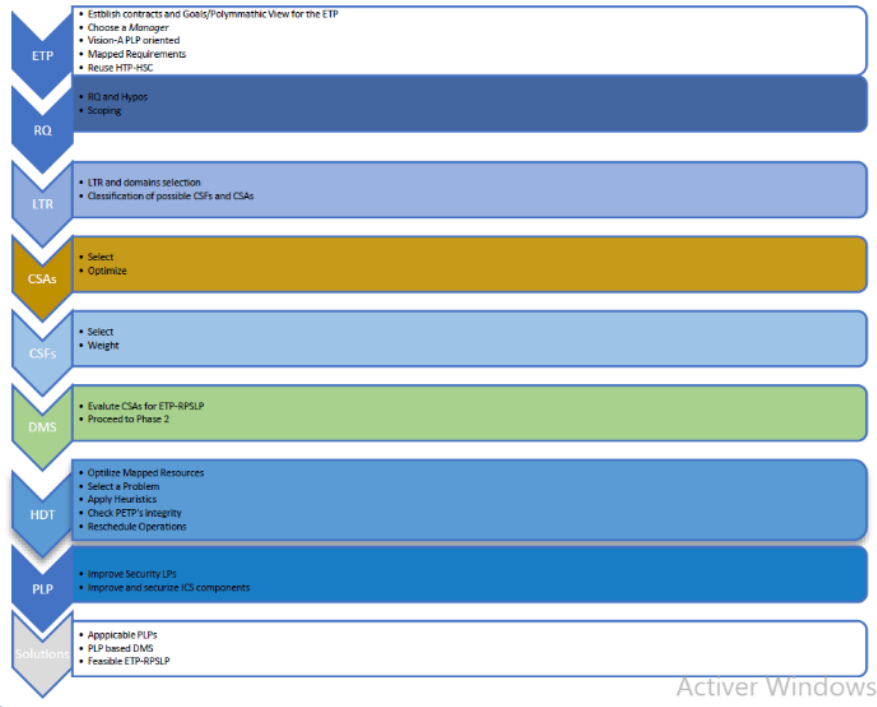 ETP
• Estblish contracts and Goals/Polymmathic View for the ETP
• Choose a Manager
• Vision-A PLP oriented
• Mapped Requirements
• Reuse HTP-HSC
RQ
• RQ and Hypos
• Scoping
LTR
• LTR and domains selection
• Classification of possible CSFs and CSAs
CSAs
• Select
• Optimize
CSFs
• Select
• Weight
DMS
• Evalute CSAs for ETP-RPSLP
• Proceed to Phase 2
HDT
• Optilize Mapped Resources
• Select a Problem
• Apply Heuristics
• Check PETP's integrity
• Reschedule Operations
PLP
• Improve Security LPs
• Improve and securize ICS components
Solutions
• Apppicable PLPs
• PLP based DMS
• Feasible ETP-RPSLP
Activer Windows